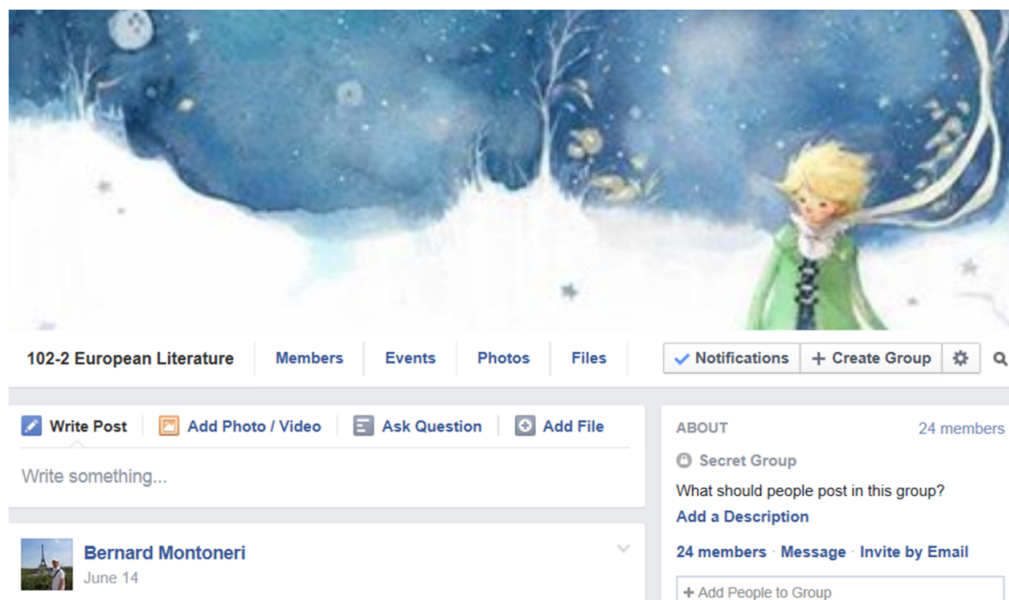 102-2 European Literature Members Events Photos Files Notifications + Create Group
Write Post Add Photo / Video Ask Question Add File
Write something...
Bernard Montoneri
June 14
ABOUT 24 members
Secret Group
What should people post in this group?
Add a Description
24 members · Message · Invite by Email
+ Add People to Group